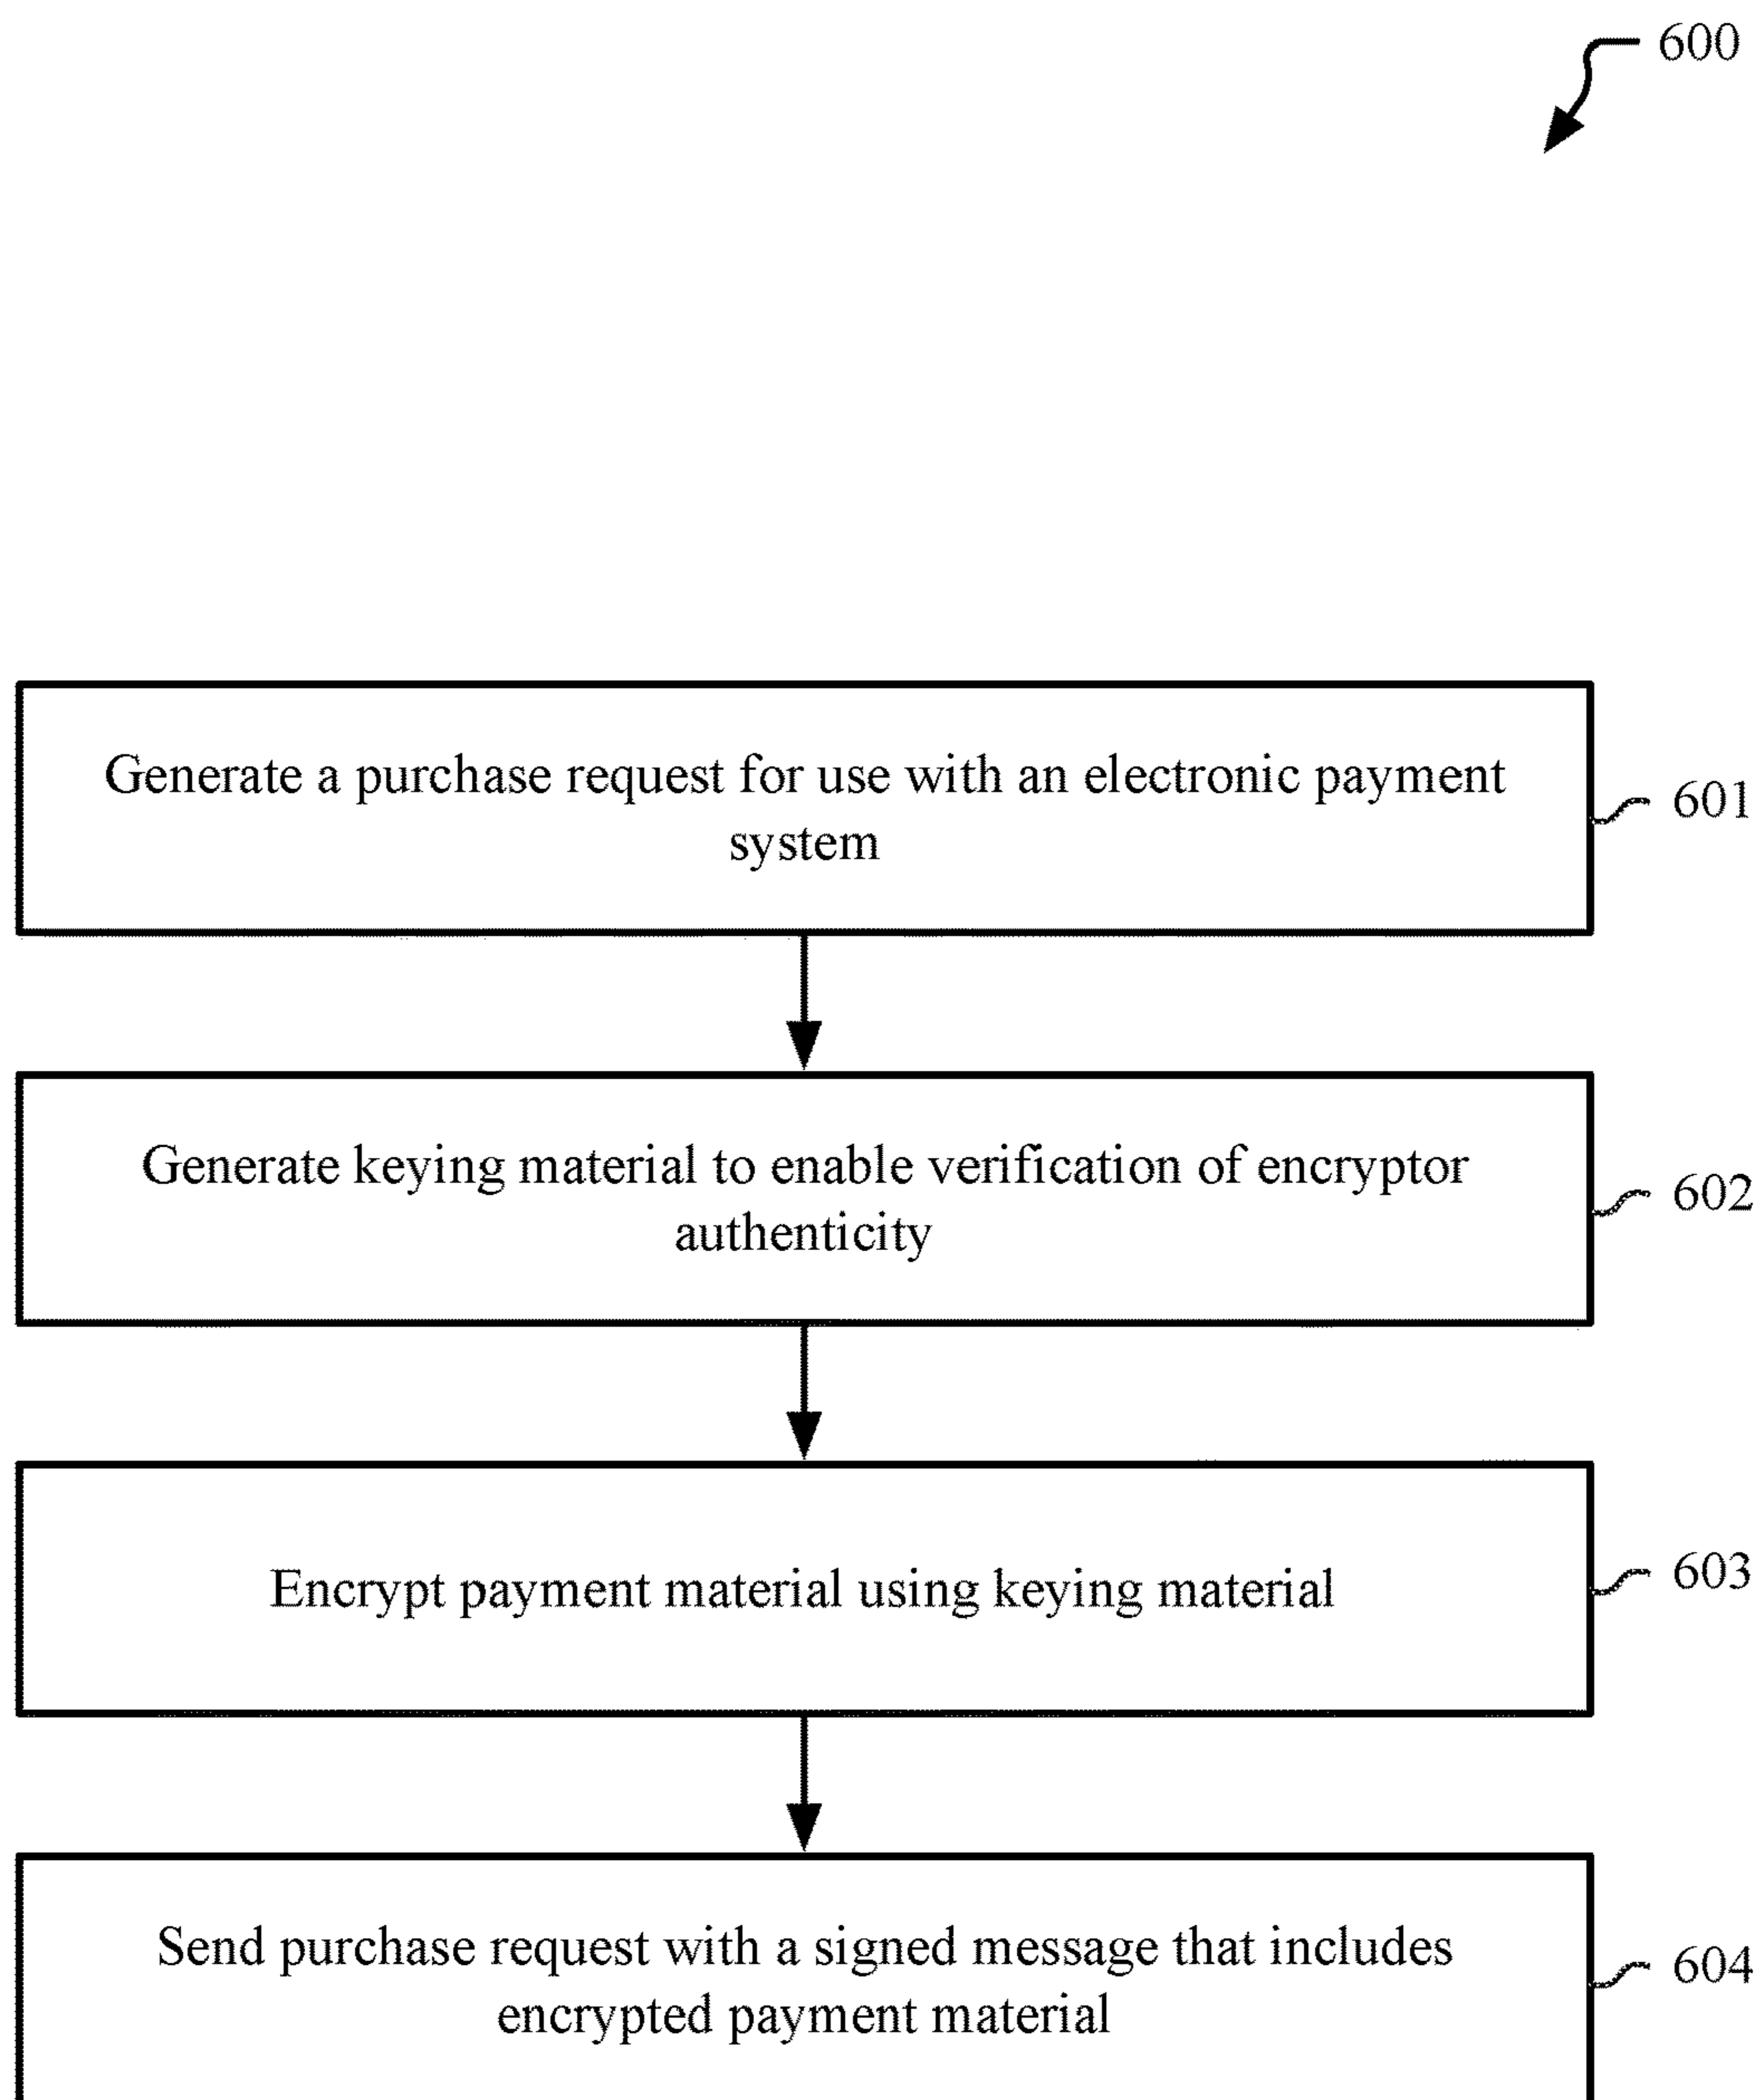 600
Generate a purchase request for use with an electronic payment
system
601
Generate keying material to enable verification of encryptor
authenticity
602
Encrypt payment material using keying material
603
Send purchase request with a signed message that includes
encrypted payment material
604